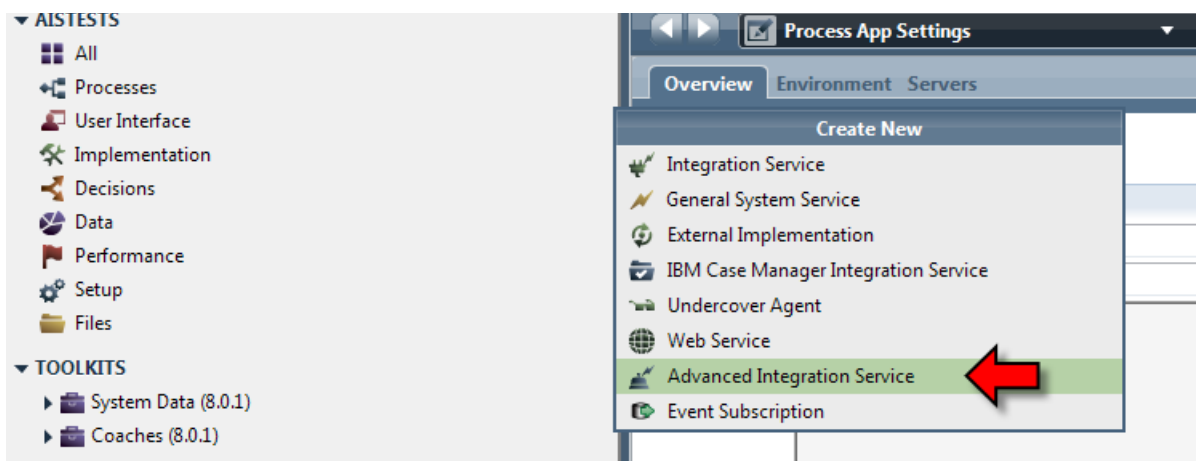 AISTESTS
All
Processes
User Interface
Implementation
Decisions
Data
Performance
Setup
Files
TOOLKITS
System Data (8.0.1)
Coaches (8.0.1)
Process App Settings
Overview Environment Servers
Create New
Integration Service
General System Service
External Implementation
IBM Case Manager Integration Service
Undercover Agent
Web Service
Advanced Integration Service
Event Subscription